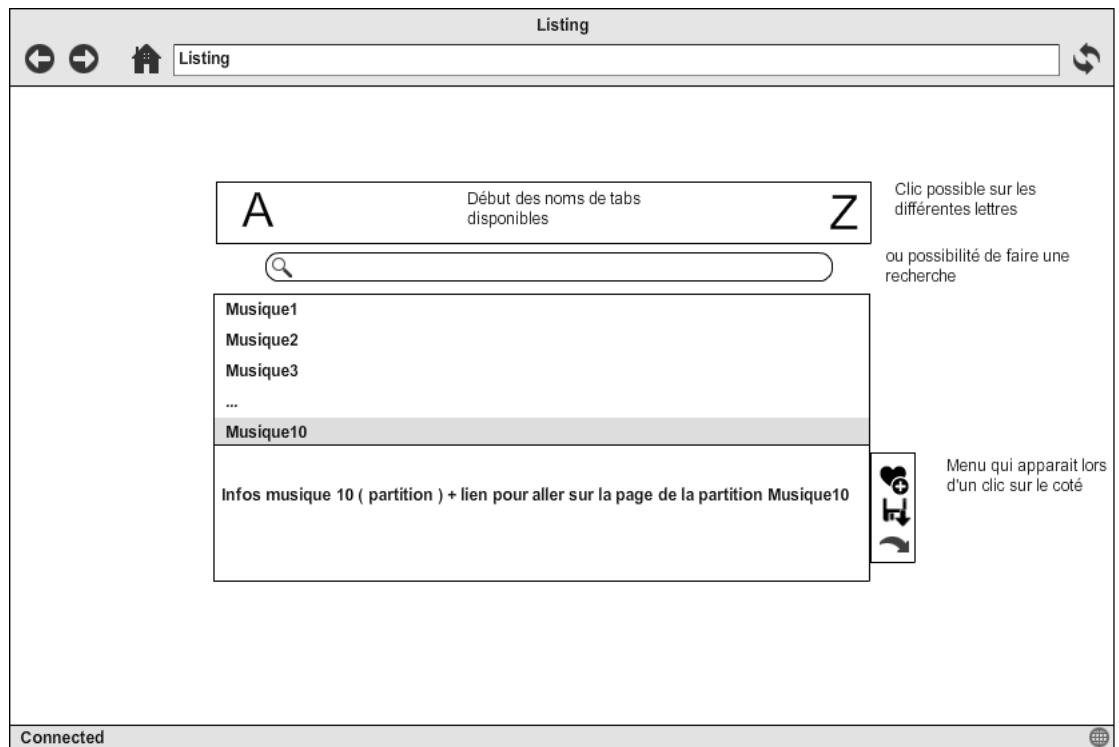 Listing
Listing
A
Début des noms de tabs
disponibles
Z
Clic possible sur les
différentes lettres
ou possibilité de faire une
recherche
Musique1
Musique2
Musique3
...
Musique10
Infos musique 10 ( partition ) + lien pour aller sur la page de la partition Musique10
Menu qui apparait lors
d'un clic sur le coté
Connected